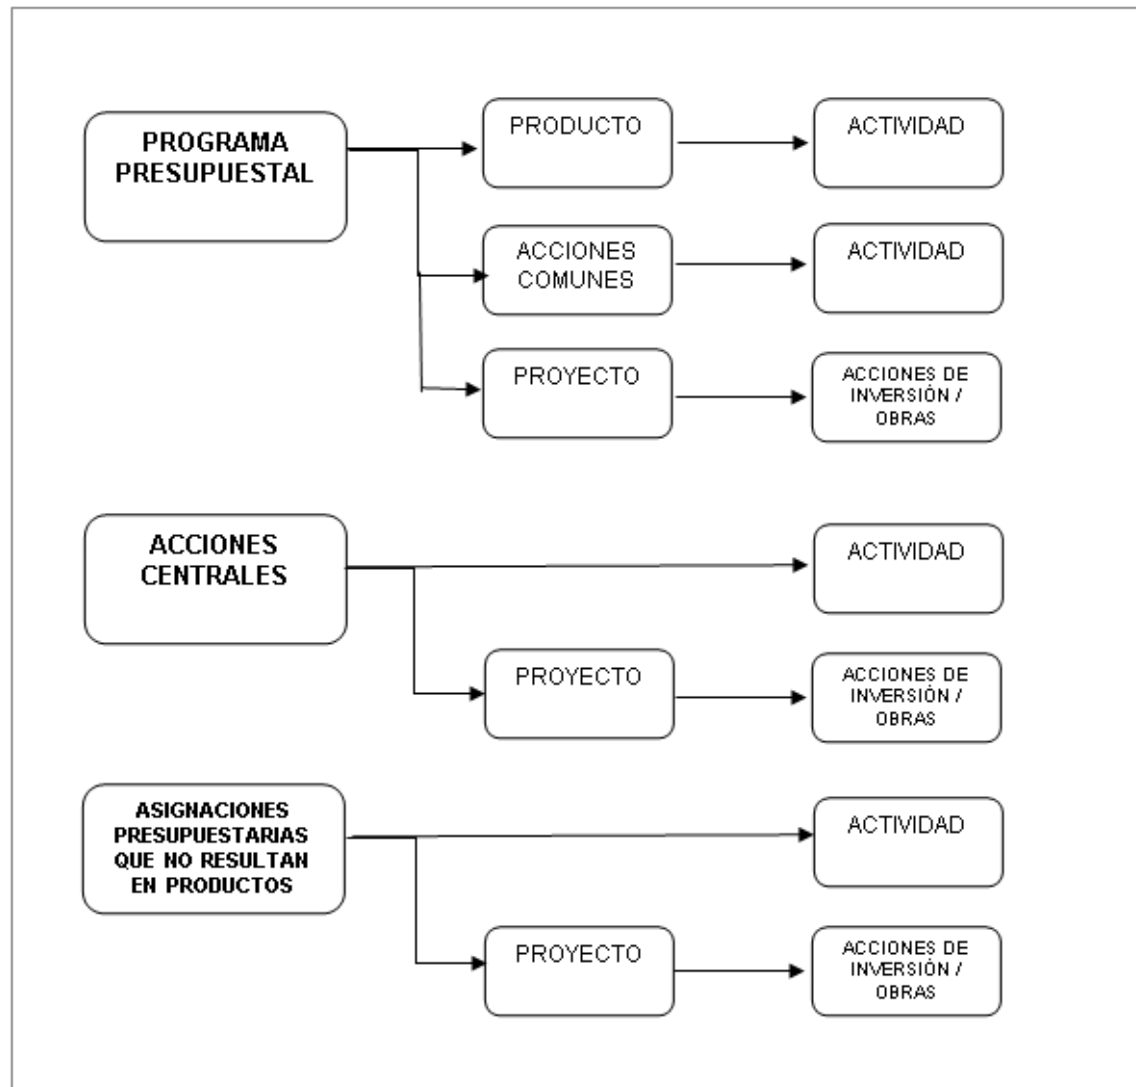 PROGRAMA
PRESUPUESTAL
PRODUCTO
ACTIVIDAD
ACCIONES
COMUNES
ACTIVIDAD
PROYECTO
ACCIONES DE
INVERSIÓN /
OBRAS
ACCIONES
CENTRALES
ACTIVIDAD
PROYECTO
ACCIONES DE
INVERSIÓN /
OBRAS
ASIGNACIONES
PRESUPUESTARIAS
QUE NO RESULTAN
EN PRODUCTOS
ACTIVIDAD
PROYECTO
ACCIONES DE
INVERSIÓN /
OBRAS